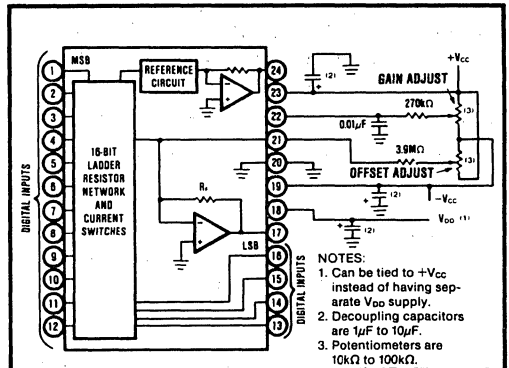 MSB
REFERENCE
CIRCUIT
16-BIT
LADDER
RESISTOR
NETWORK
AND
CURRENT
SWITCHES
DIGITAL INPUTS
1
2
3
4
5
6
7
8
9
10
11
12
LSB
24
23
22
21
20
19
18
17
16
15
14
13
DIGITAL INPUTS
+VCC
GAIN ADJUST
(2)
+
270kΩ
(3)
0.01μF
3.9MΩ
(3)
OFFSET ADJUST
(2)
+
-VCC
VDD (1)
+
(2)
NOTES:
1. Can be tied to +VCC
instead of having sep-
arate VDD supply.
2. Decoupling capacitors
are 1μF to 10μF.
3. Potentiometers are
10kΩ to 100kΩ.